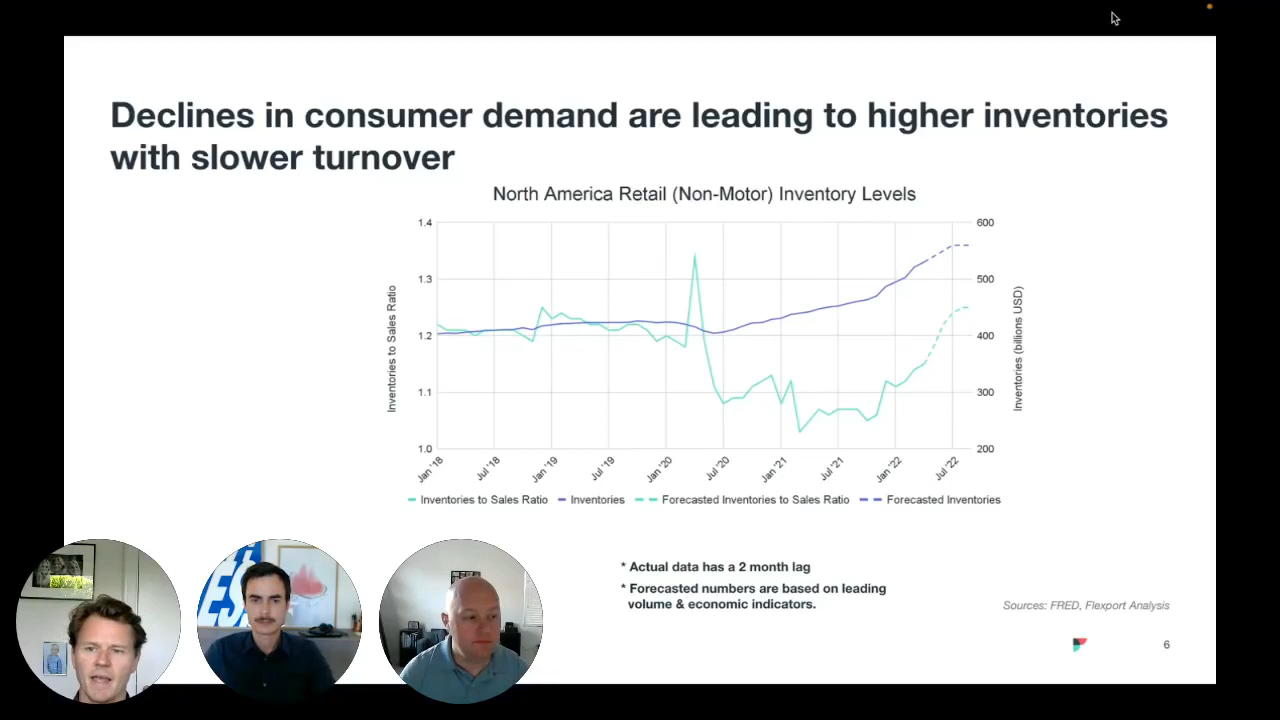 Declines in consumer demand are leading to higher inventories
with slower turnover
North America Retail (Non-Motor) Inventory Levels
1.4
1.3
1.2
1.1
1.0
Inventories to Sales Ratio
600
500
400
300
200
Inventories (billions USD)
Jan '18
Jul '18
Jan '19
Jul '19
Jan '20
Jul '20
Jan '21
Jul '21
Jan '22
Jul '22
Inventories to Sales Ratio
Inventories
Forecasted Inventories to Sales Ratio
Forecasted Inventories
* Actual data has a 2 month lag
* Forecasted numbers are based on leading
volume & economic indicators.
Sources: FRED, Flexport Analysis
6